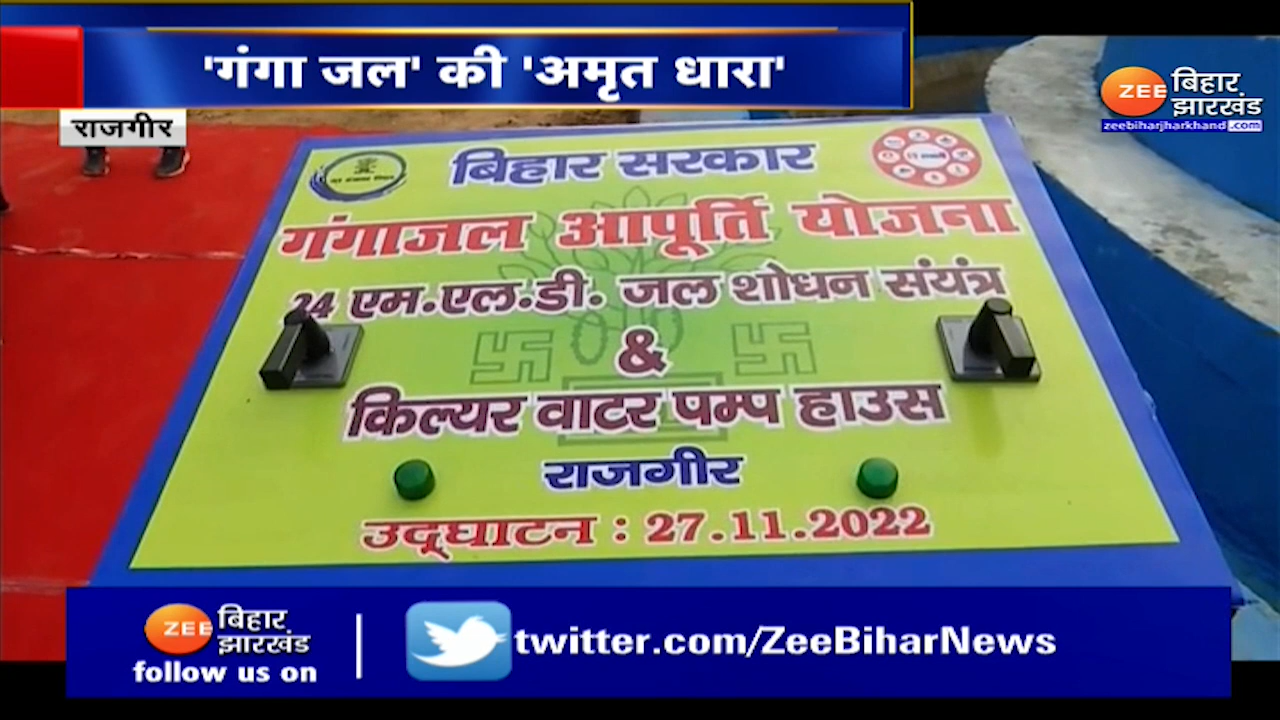 'गंगा जल' की 'अमृत धारा'
ZEE बिहार झारखंड
zeebiharjharkhand.com
राजगीर
बिहार सरकार
गंगाजल आपूर्ति योजना
24 एम.एल.डी. जल शोधन संयंत्र
&
किल्यर वाटर पम्प हाउस
राजगीर
उद्घाटन : 27.11.2022
ZEE बिहार झारखंड
follow us on
twitter.com/ZeeBiharNews